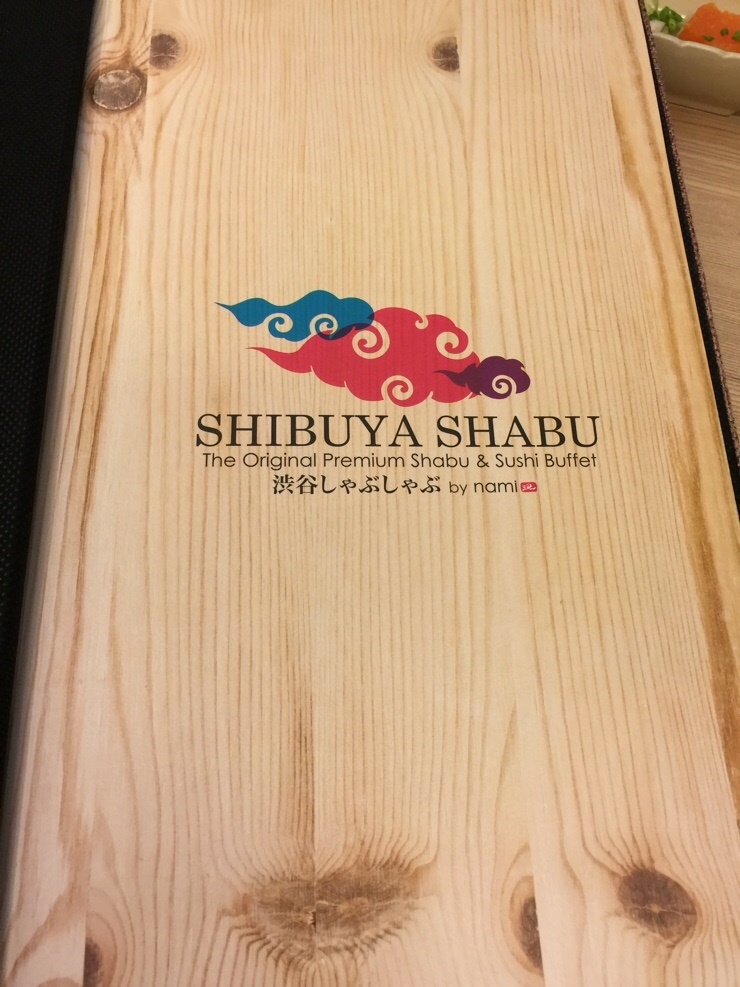 SHIBUYA SHABU
The Original Premium Shabu & Sushi Buffet
渋谷しゃぶしゃぶ by nami